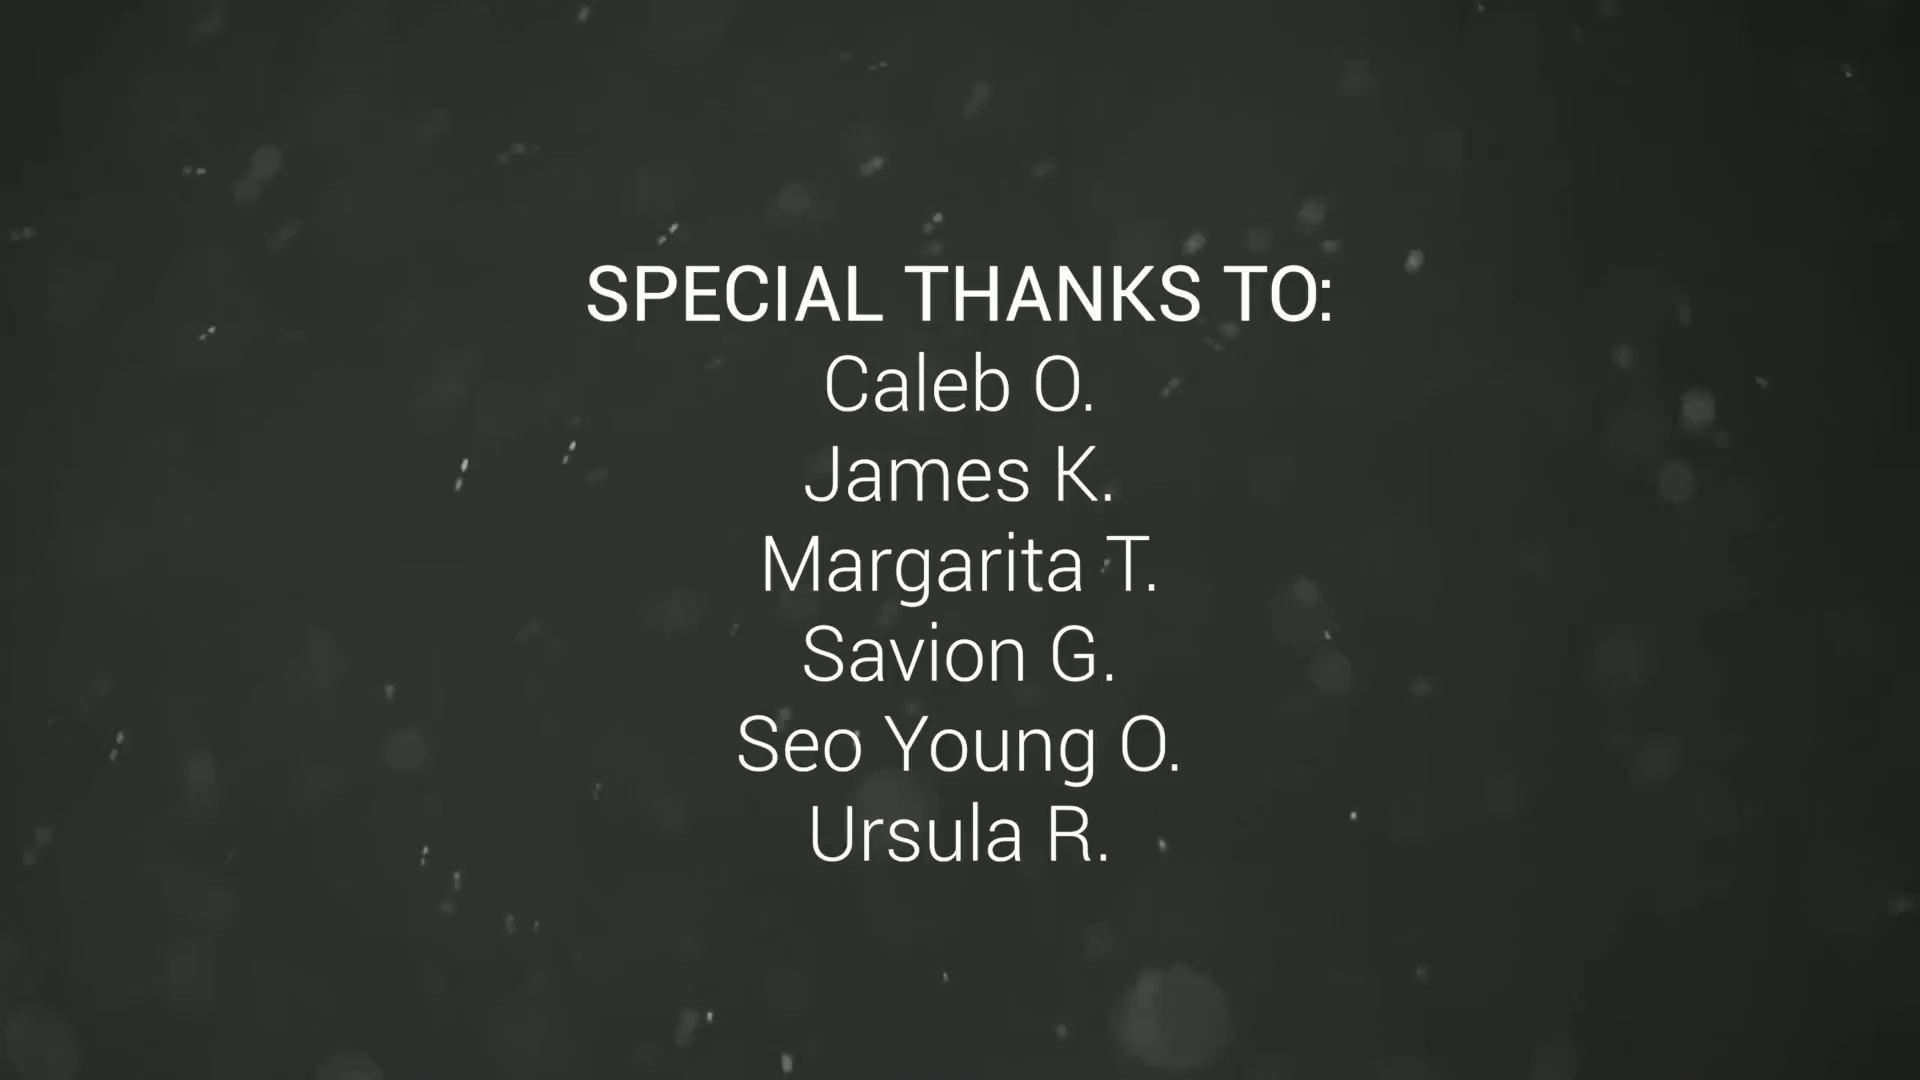 SPECIAL THANKS TO:
Caleb O.
James K.
Margarita T.
Savion G.
Seo Young O.
Ursula R.